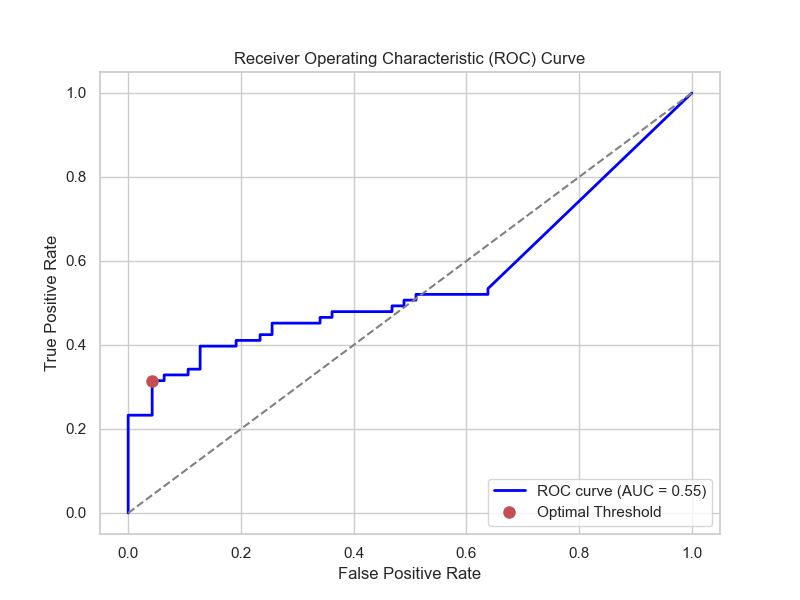 Receiver Operating Characteristic (ROC) Curve
True Positive Rate
1.0
0.8
0.6
0.4
0.2
0.0
ROC curve (AUC = 0.55)
Optimal Threshold
0.0 0.2 0.4 0.6 0.8 1.0
False Positive Rate